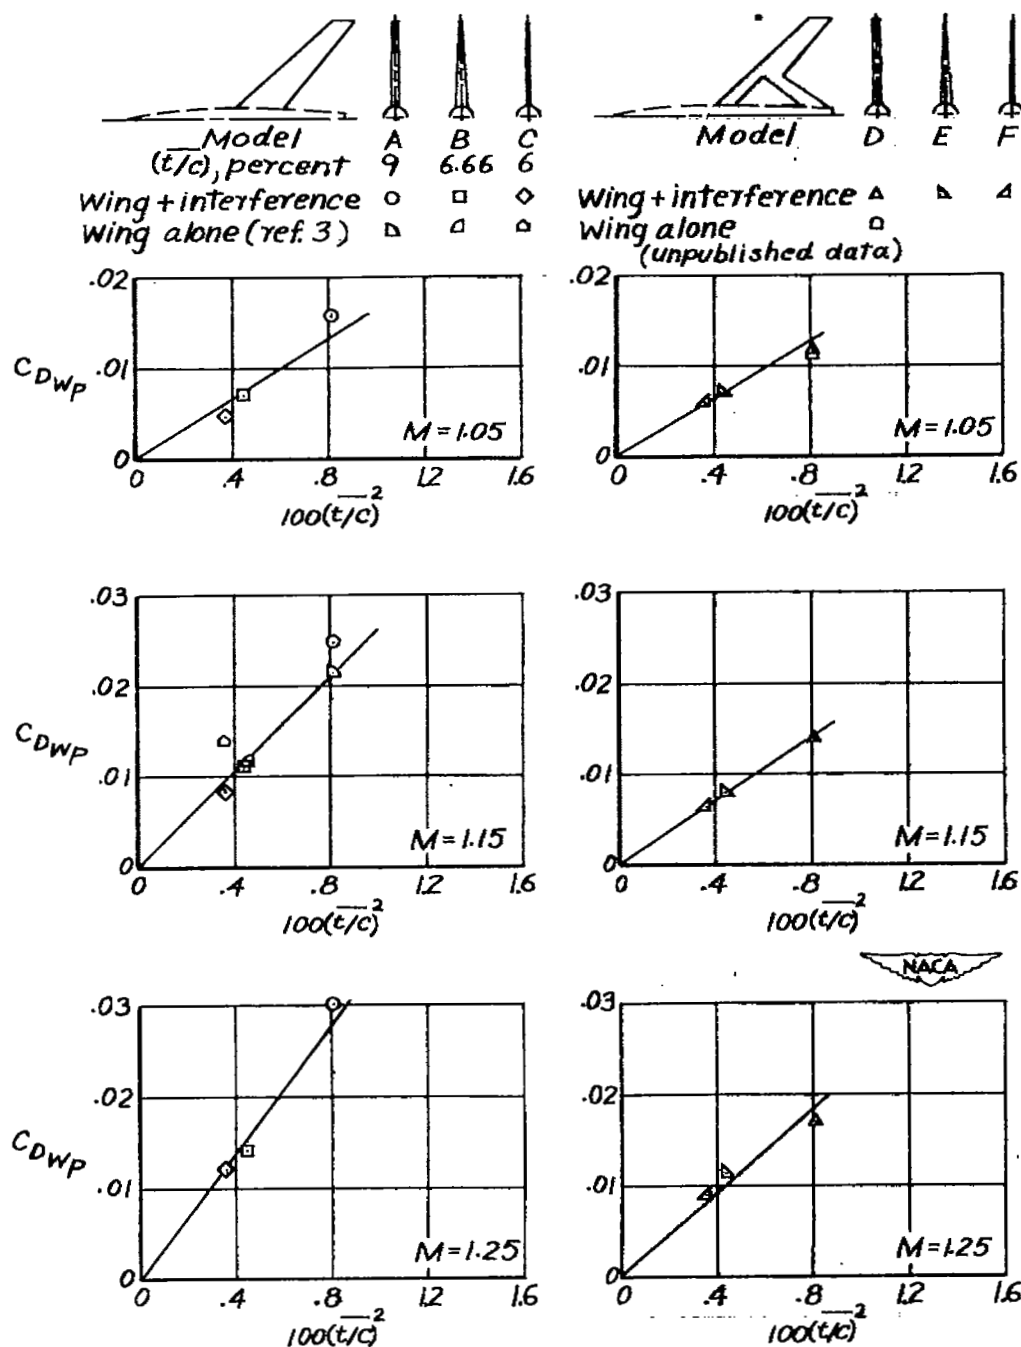 Model A B C
(t/c), percent 9 6.66 6
Wing + interference
Wing alone (ref. 3)
Model D E F
Wing + interference
Wing alone
(unpublished data)
.02
.01
0
C_DWP
M = 1.05
0 .4 .8 1.2 1.6
100(t/c)²
.01
0
M = 1.05
0 .4 .8 1.2 1.6
100(t/c)²
.02
.03
.02
.01
0
C_DWP
M = 1.15
0 .4 .8 1.2 1.6
100(t/c)²
.03
.02
.01
0
M = 1.15
0 .4 .8 1.2 1.6
100(t/c)²
NACA
.03
.02
.01
0
C_DWP
M = 1.25
0 .4 .8 1.2 1.6
100(t/c)²
.03
.02
.01
0
M = 1.25
0 .4 .8 1.2 1.6
100(t/c)²